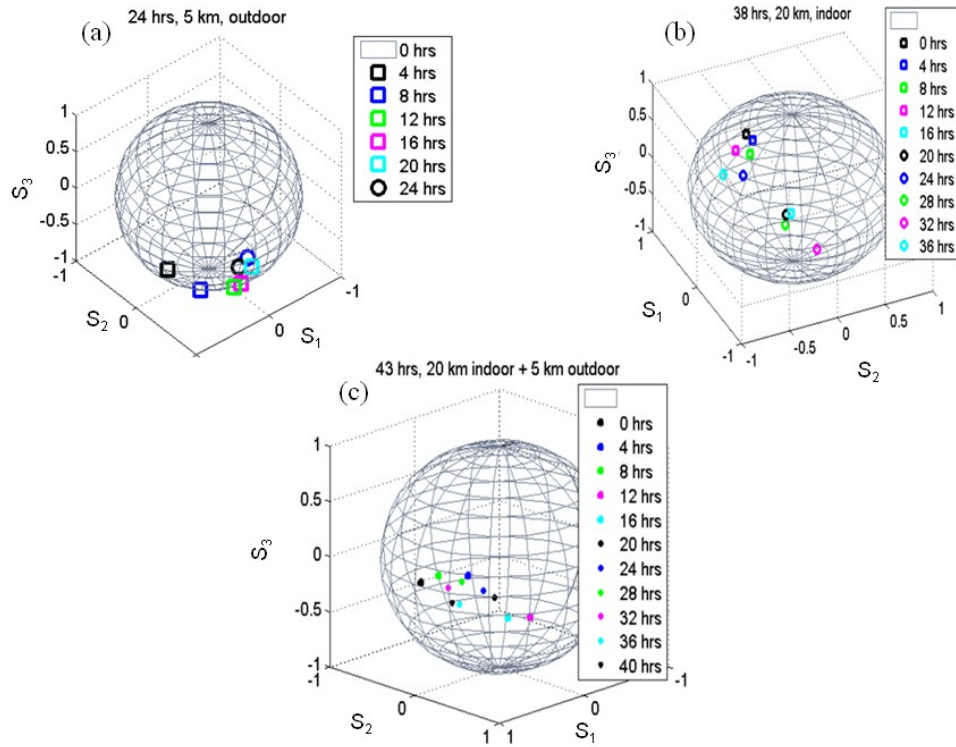 (a)
24 hrs, 5 km, outdoor
0 hrs
4 hrs
8 hrs
12 hrs
16 hrs
20 hrs
24 hrs
S3
1
0.5
0
-0.5
-1
-1
0
S2
0
S1
-1
(b)
38 hrs, 20 km, indoor
0 hrs
4 hrs
8 hrs
12 hrs
16 hrs
20 hrs
24 hrs
28 hrs
32 hrs
36 hrs
S3
1
0.5
0
-0.5
-1
1
0
S1
-1
-1
-0.5
0
0.5
1
S2
43 hrs, 20 km indoor + 5 km outdoor
(c)
0 hrs
4 hrs
8 hrs
12 hrs
16 hrs
20 hrs
24 hrs
28 hrs
32 hrs
36 hrs
40 hrs
S3
1
0.5
0
-0.5
-1
-1
0
S2
1
1
0
S1
-1